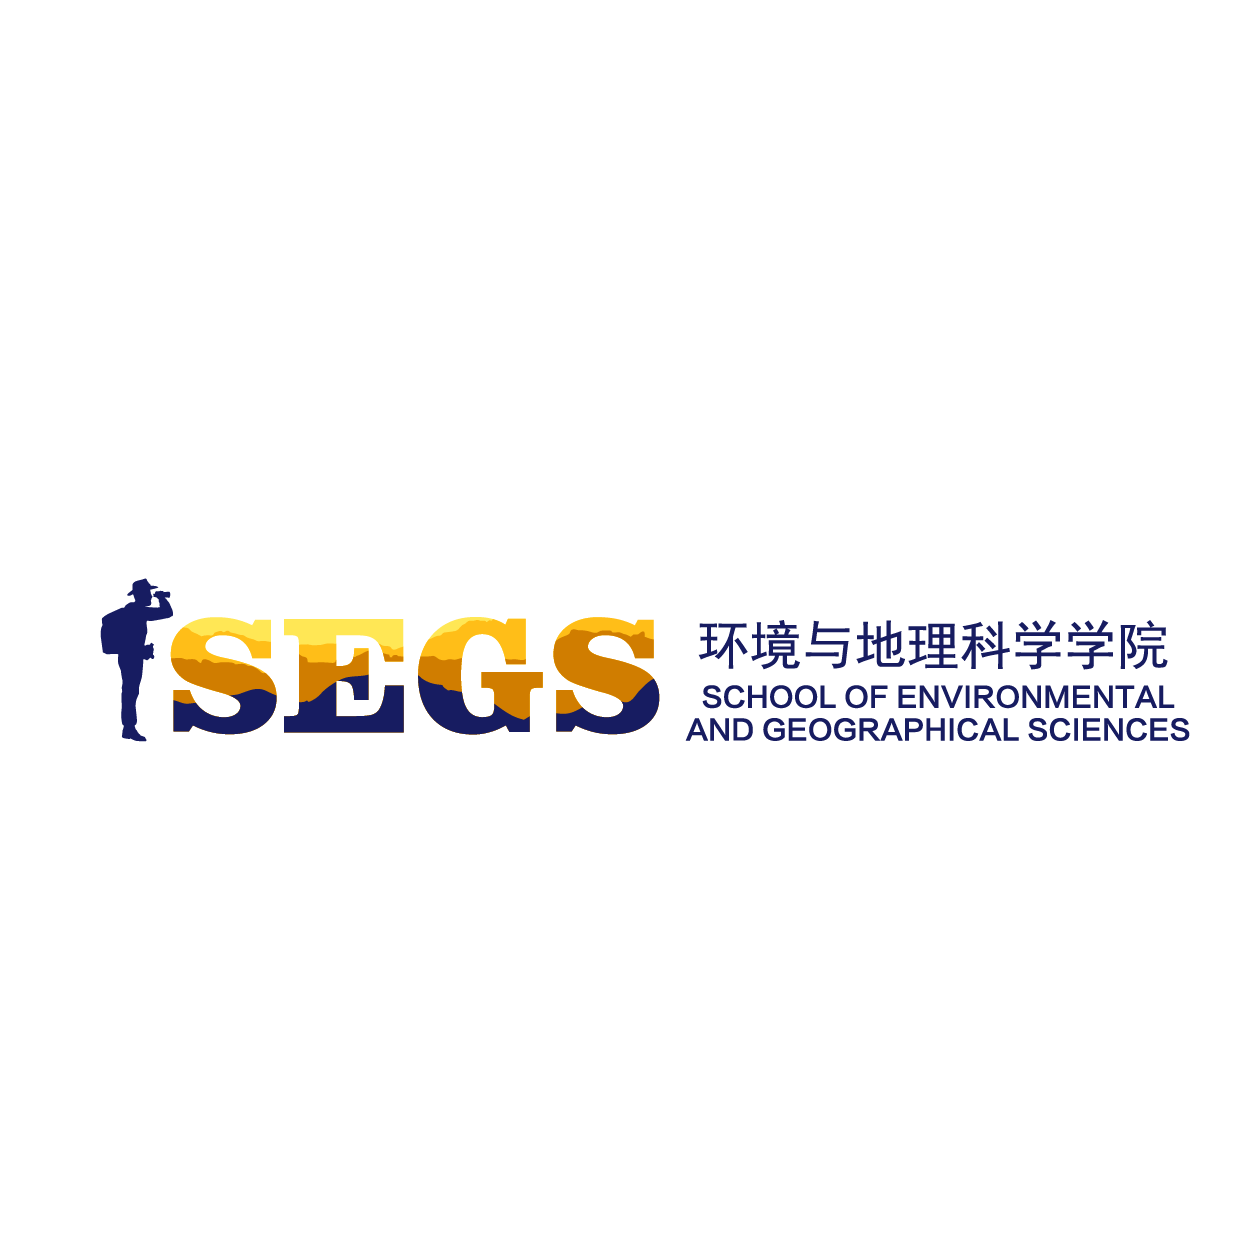 SEGS
环境与地理科学学院
SCHOOL OF ENVIRONMENTAL
AND GEOGRAPHICAL SCIENCES